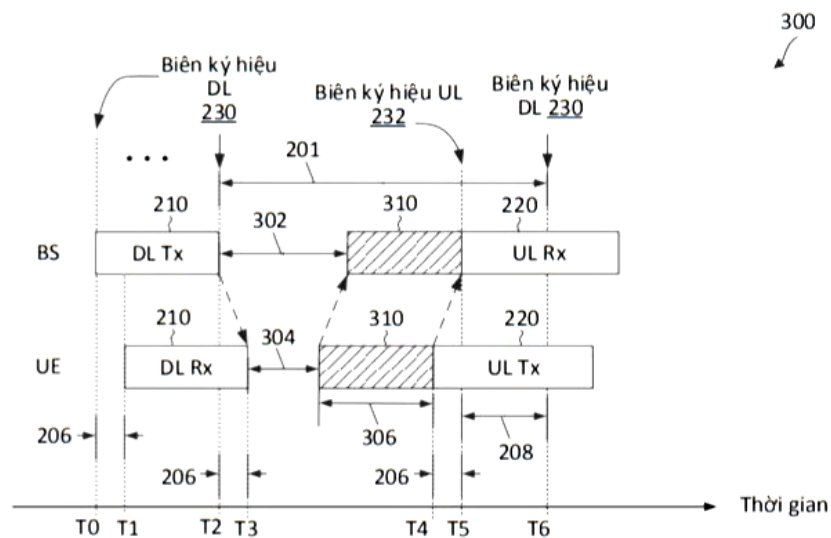 300
Biên ký hiệu
DL
230
Biên ký hiệu UL
232
Biên ký hiệu
DL 230
...
201
210
302
310
220
BS
DL Tx
UL Rx
210
304
310
220
UE
DL Rx
UL Tx
206
206
306
206
208
Thời gian
T0 T1 T2 T3 T4 T5 T6